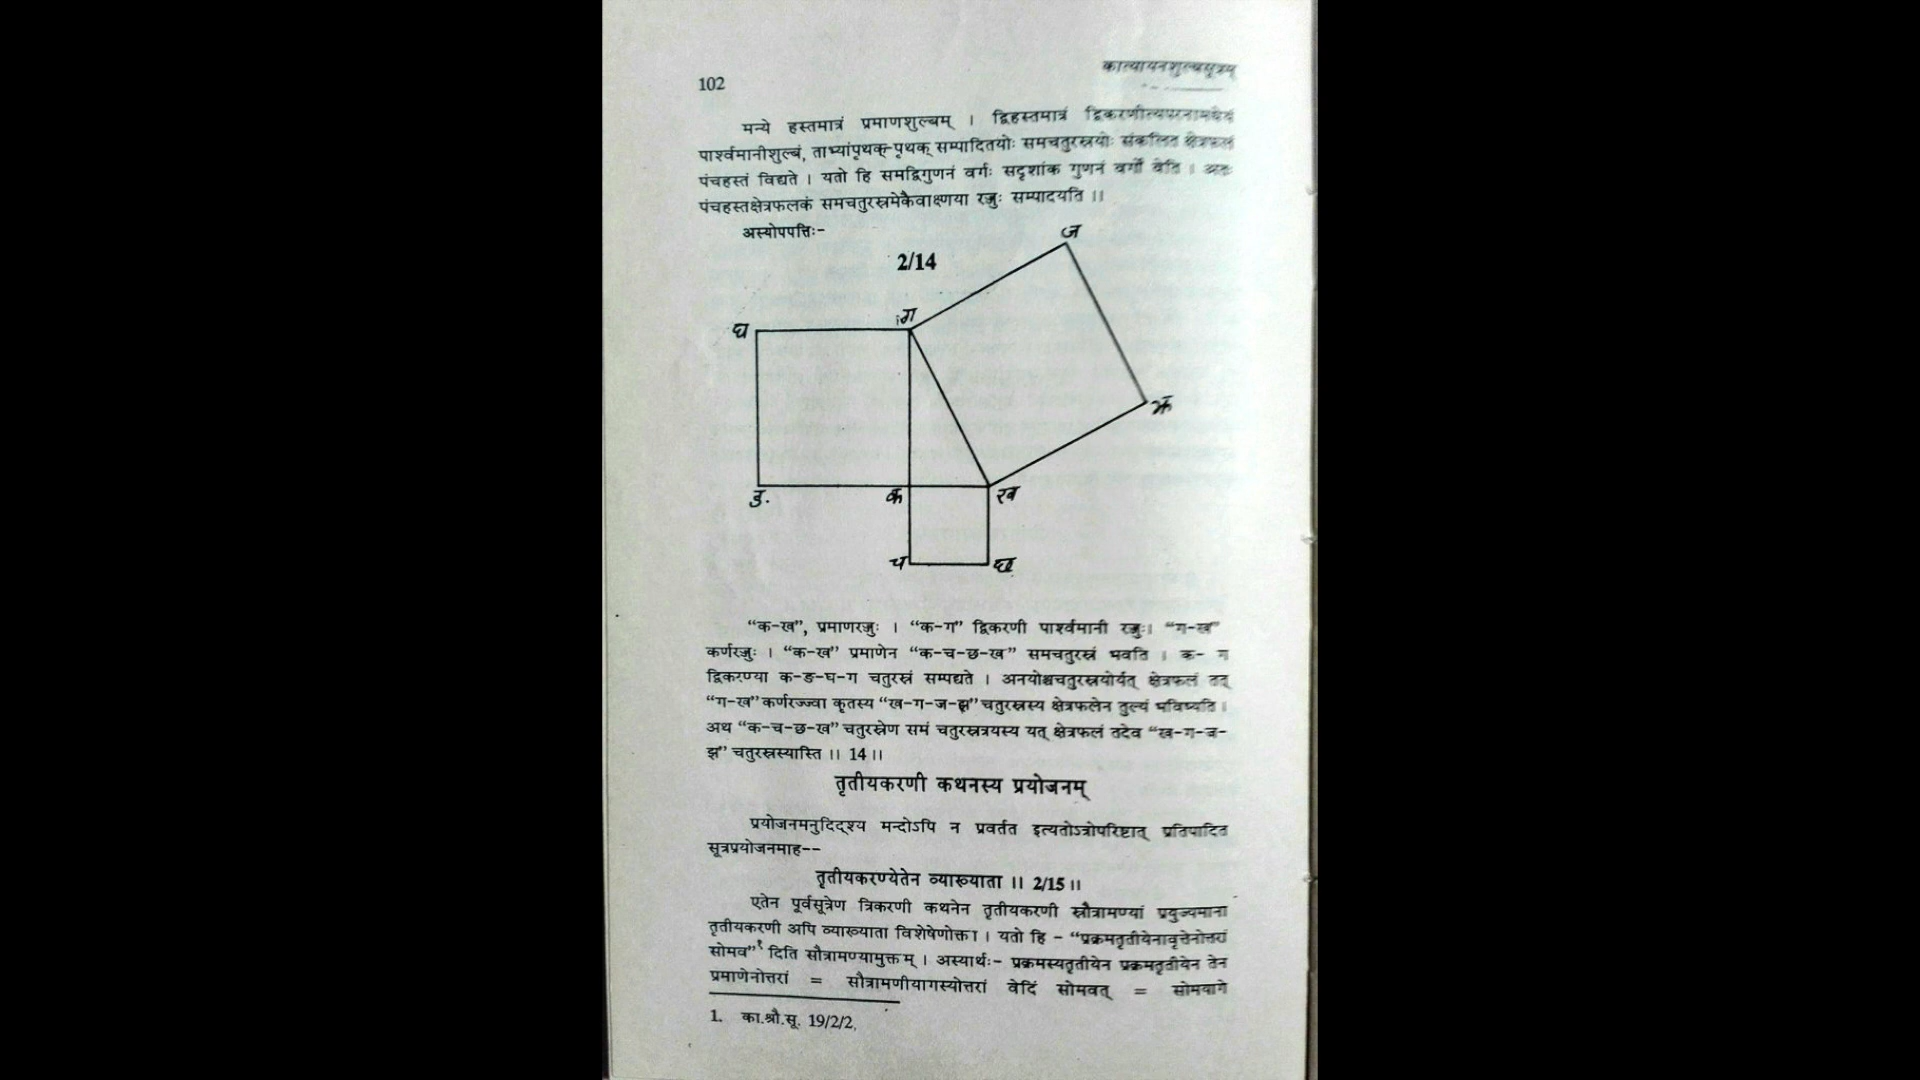 102
कात्यायनशुल्बसूत्रम्
मन्ये हस्तमात्रं प्रमाणशुल्बम् । द्विहस्तमात्रं द्विकरणीत्यपरनामधेयं
पार्श्वमानीशुल्बं, ताभ्यांपृथक्-पृथक् सम्पादितयोः समचतुरस्रयोः संकलित क्षेत्रफलं
पंचहस्तं विद्यते । यतो हि समद्विगुणनं वर्गः सदृशांक गुणनं वर्गो वेति । अतः
पंचहस्तक्षेत्रफलकं समचतुरस्रमेकैवाक्ष्णया रज्जुः सम्पादयति ।।
अस्योपपत्तिः-
2/14
ज
ग
घ
झ
ङ
क
ख
च
छ
“क-ख”, प्रमाणरज्जुः । “क-ग” द्विकरणी पार्श्वमानी रज्जुः। “ग-ख”
कर्णरज्जुः । “क-ख” प्रमाणेन “क-च-छ-ख” समचतुरस्रं भवति । क- ग
द्विकरण्या क-ङ-घ-ग चतुरस्रं सम्पद्यते । अनयोश्चचतुरस्रयोर्यत् क्षेत्रफलं तद्
“ग-ख” कर्णरज्ज्वा कृतस्य “ख-ग-ज-झ” चतुरस्रस्य क्षेत्रफलेन तुल्यं भविष्यति ।
अथ “क-च-छ-ख” चतुरस्रेण समं चतुरस्रत्रयस्य यत् क्षेत्रफलं तदेव “ख-ग-ज-
झ” चतुरस्रस्यास्ति ।। 14 ।।
तृतीयकरणी कथनस्य प्रयोजनम्
प्रयोजनमनुदिद्श्य मन्दोऽपि न प्रवर्तत इत्यतोऽत्रोपरिष्टात् प्रतिपादित
सूत्रप्रयोजनमाह--
तृतीयकरण्येतेन व्याख्याता ।। 2/15 ।।
एतेन पूर्वसूत्रेण त्रिकरणी कथनेन तृतीयकरणी स्रौत्रामण्यां प्रयुज्यमाना
तृतीयकरणी अपि व्याख्याता विशेषेणोक्ता । यतो हि - “प्रक्रमतृतीयेनावृत्तेनोत्तरां
सोमव”१ दिति सौत्रामण्यामुक्तम् । अस्यार्थः- प्रक्रमस्यतृतीयेन प्रक्रमतृतीयेन तेन
प्रमाणेनोत्तरां = सौत्रामणीयागस्योत्तरां वेदिं सोमवत् = सोमयागे
1. का.श्रौ.सू. 19/2/2,